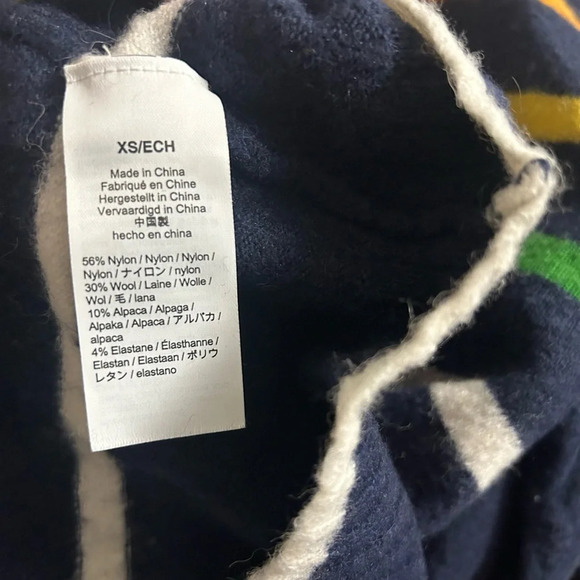 XS/ECH
Made in China
Fabriqué en Chine
Hergestellt in China
Vervaardigd in China
中国製
hecho en china
56% Nylon / Nylon / Nylon /
Nylon / ナイロン / nylon
30% Wool / Laine / Wolle /
Wol / 毛 / lana
10% Alpaca / Alpaga /
Alpaka / Alpaca / アルパカ /
alpaca
4% Elastane / Élasthanne /
Elastan / Elastaan / ポリウ
レタン / elastano